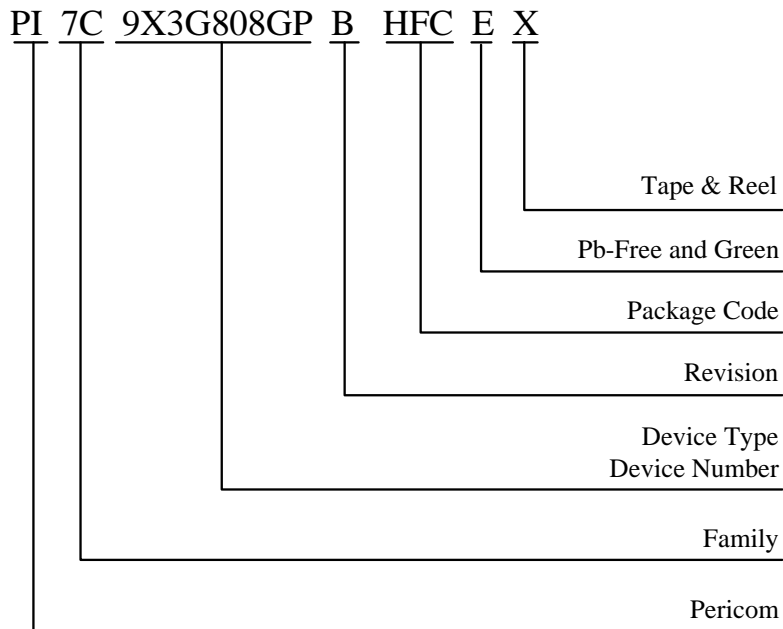 PI 7C 9X3G808GP B HFC E X
Tape & Reel
Pb-Free and Green
Package Code
Revision
Device Type
Device Number
Family
Pericom